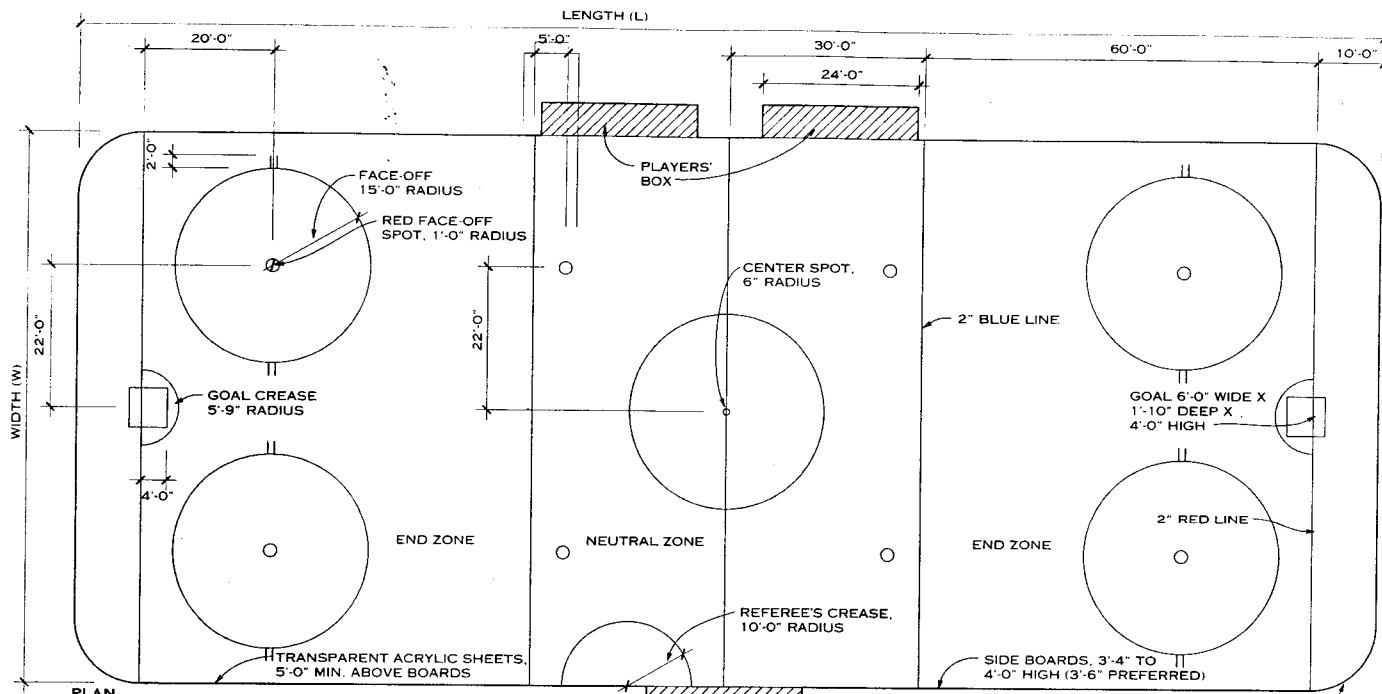 LENGTH (L)
20'-0"
5'-0"
30'-0"
60'-0"
10'-0"
24'-0"
2'-0"
FACE-OFF
15'-0" RADIUS
PLAYERS'
BOX
RED FACE-OFF
SPOT, 1'-0" RADIUS
CENTER SPOT,
6" RADIUS
22'-0"
22'-0"
2" BLUE LINE
WIDTH (W)
GOAL CREASE
5'-9" RADIUS
GOAL 6'-0" WIDE X
1'-10" DEEP X
4'-0" HIGH
4'-0"
2" RED LINE
END ZONE
NEUTRAL ZONE
END ZONE
REFEREE'S CREASE,
10'-0" RADIUS
TRANSPARENT ACRYLIC SHEETS,
5'-0" MIN. ABOVE BOARDS
SIDE BOARDS, 3'-4" TO
4'-0" HIGH (3'-6" PREFERRED)
PLAN